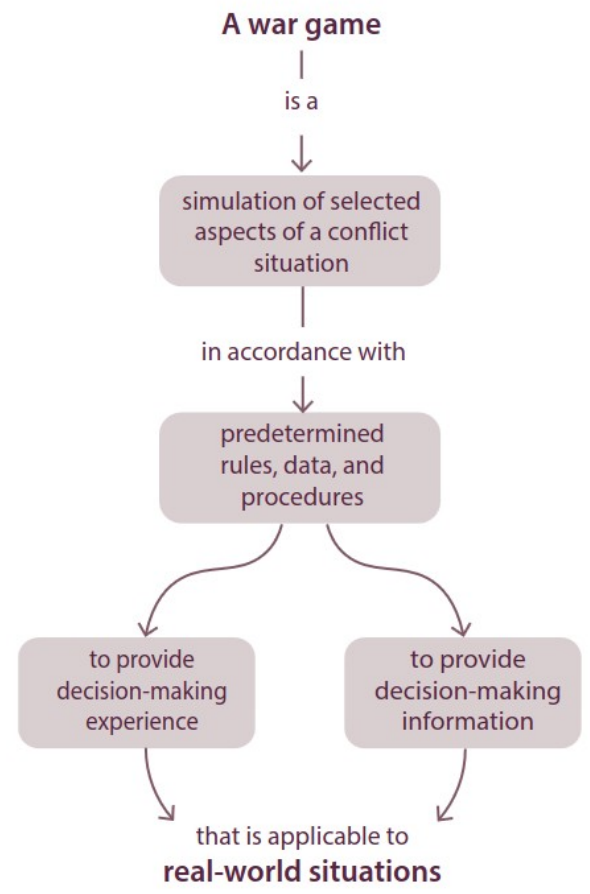 A war game
is a
simulation of selected
aspects of a conflict
situation
in accordance with
predetermined
rules, data, and
procedures
to provide
decision-making
experience
to provide
decision-making
information
that is applicable to
real-world situations